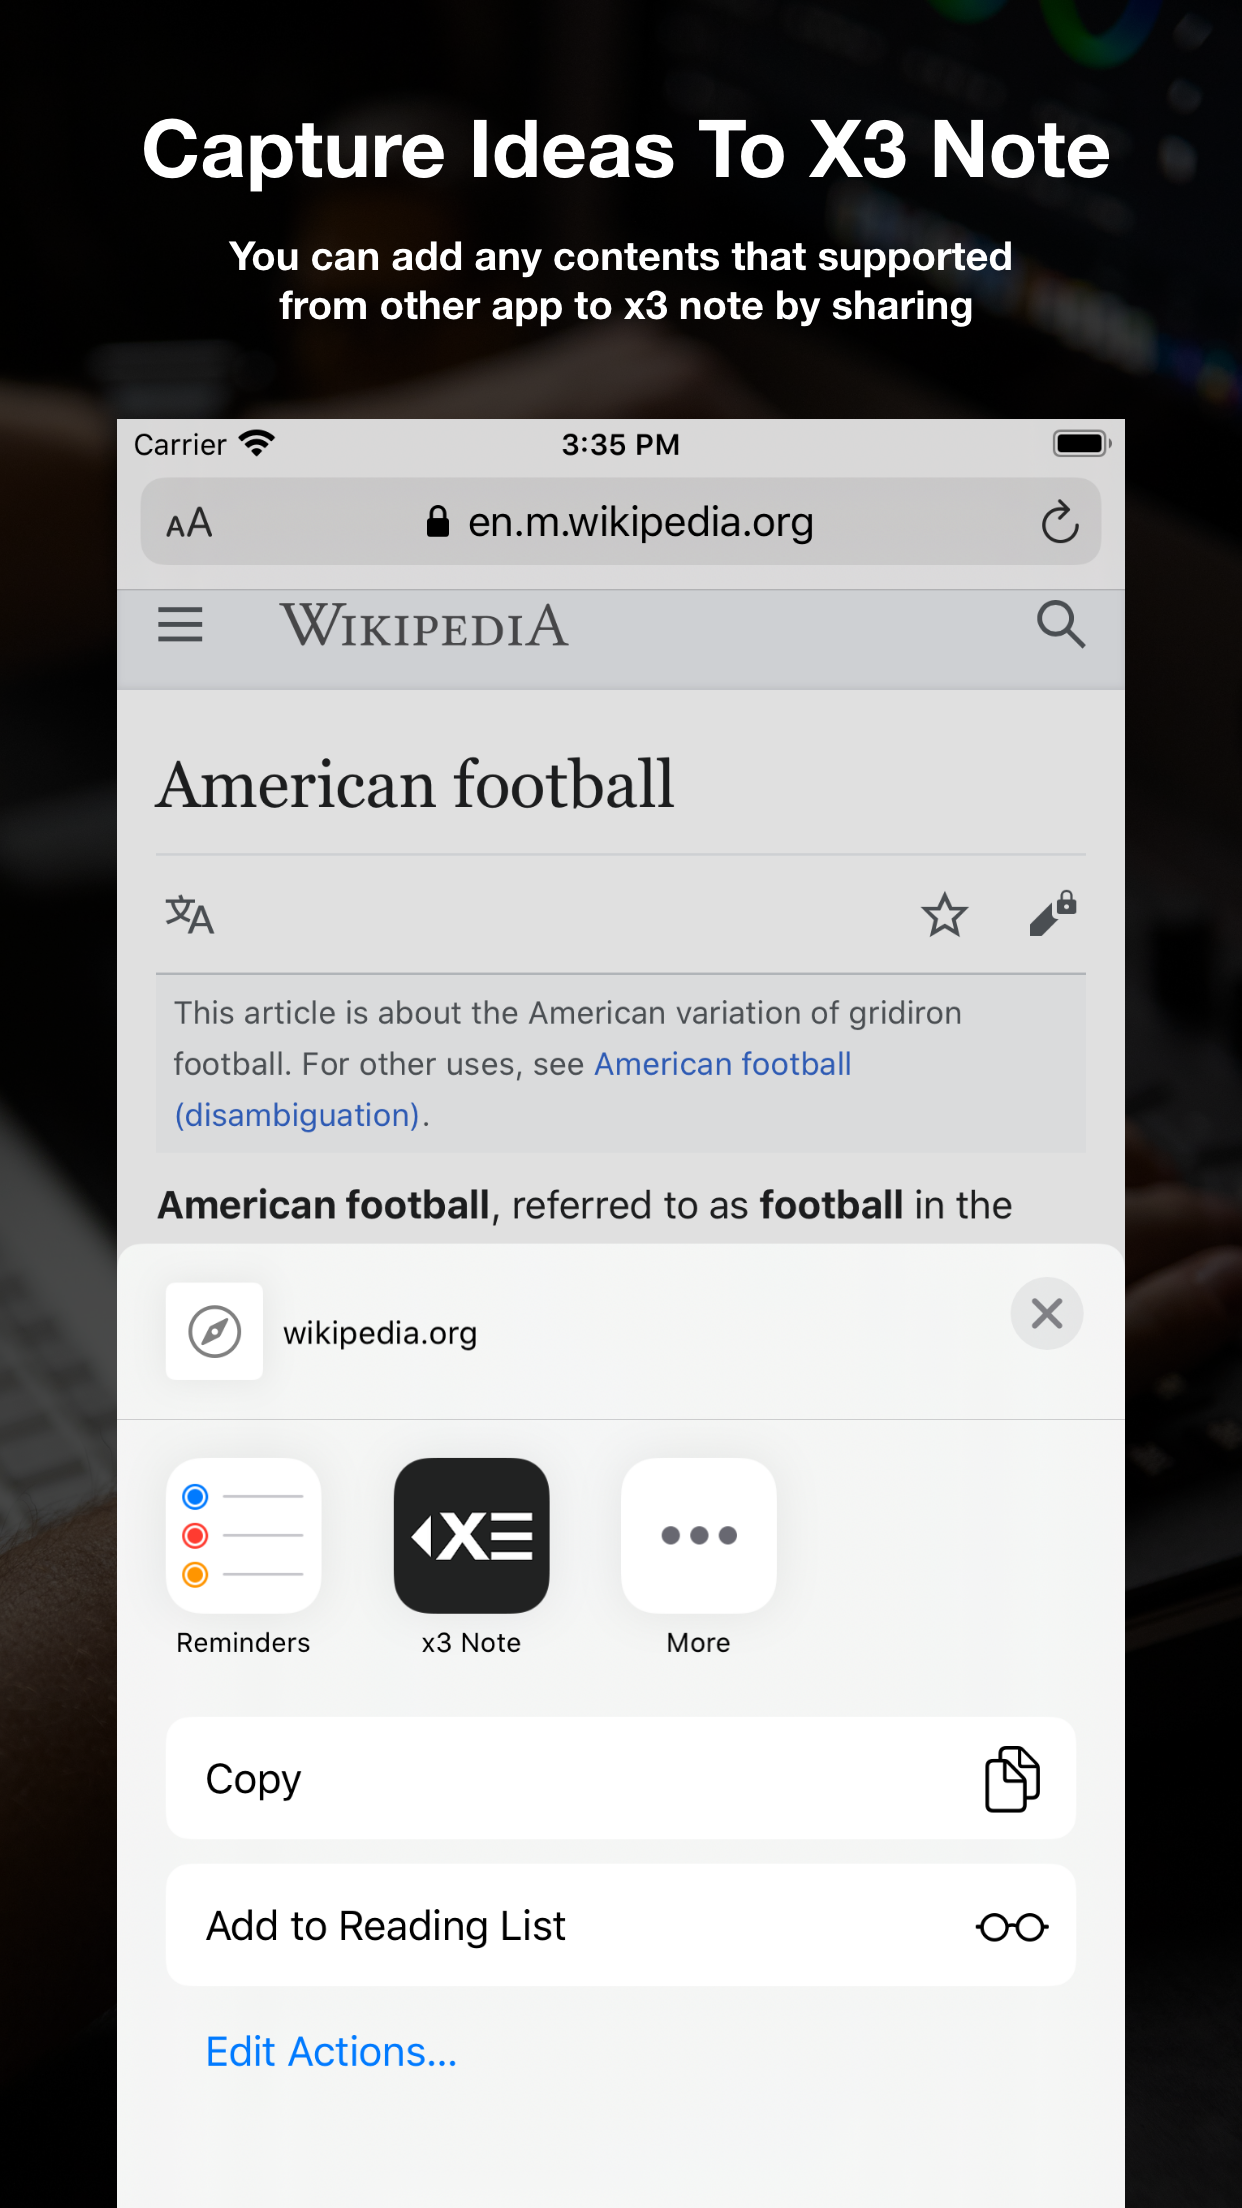 Capture Ideas To X3 Note
You can add any contents that supported
from other app to x3 note by sharing
Carrier 3:35 PM
AA en.m.wikipedia.org
WIKIPEDIA
American football
文A
This article is about the American variation of gridiron
football. For other uses, see American football
(disambiguation).
American football, referred to as football in the
wikipedia.org
Reminders x3 Note More
Copy
Add to Reading List
Edit Actions...